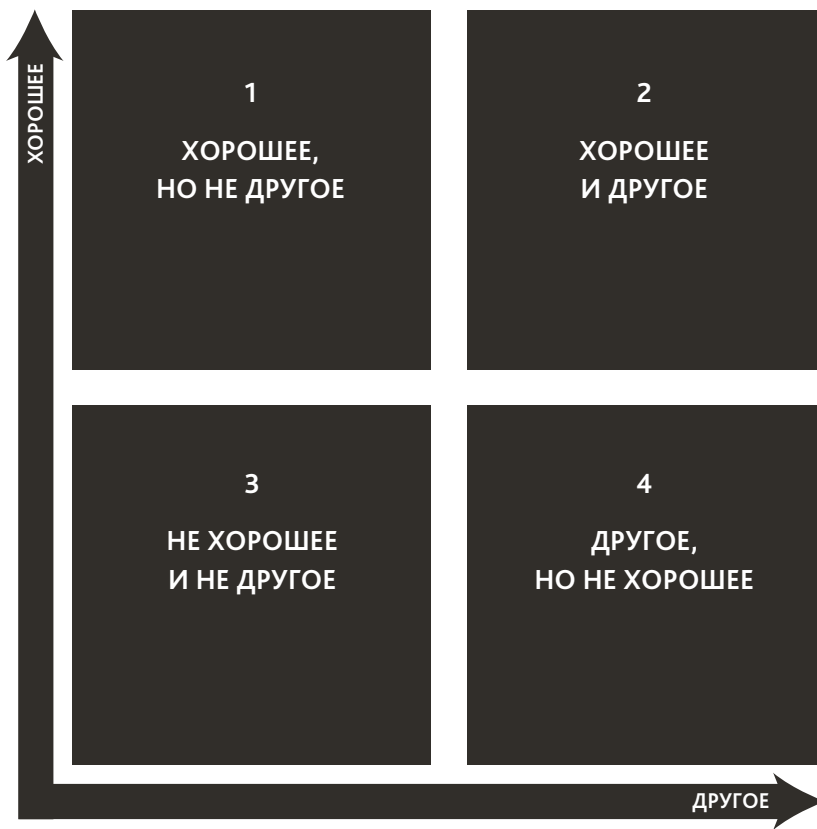 ХОРОШЕЕ
1
ХОРОШЕЕ,
НО НЕ ДРУГОЕ
2
ХОРОШЕЕ
И ДРУГОЕ
3
НЕ ХОРОШЕЕ
И НЕ ДРУГОЕ
4
ДРУГОЕ,
НО НЕ ХОРОШЕЕ
ДРУГОЕ